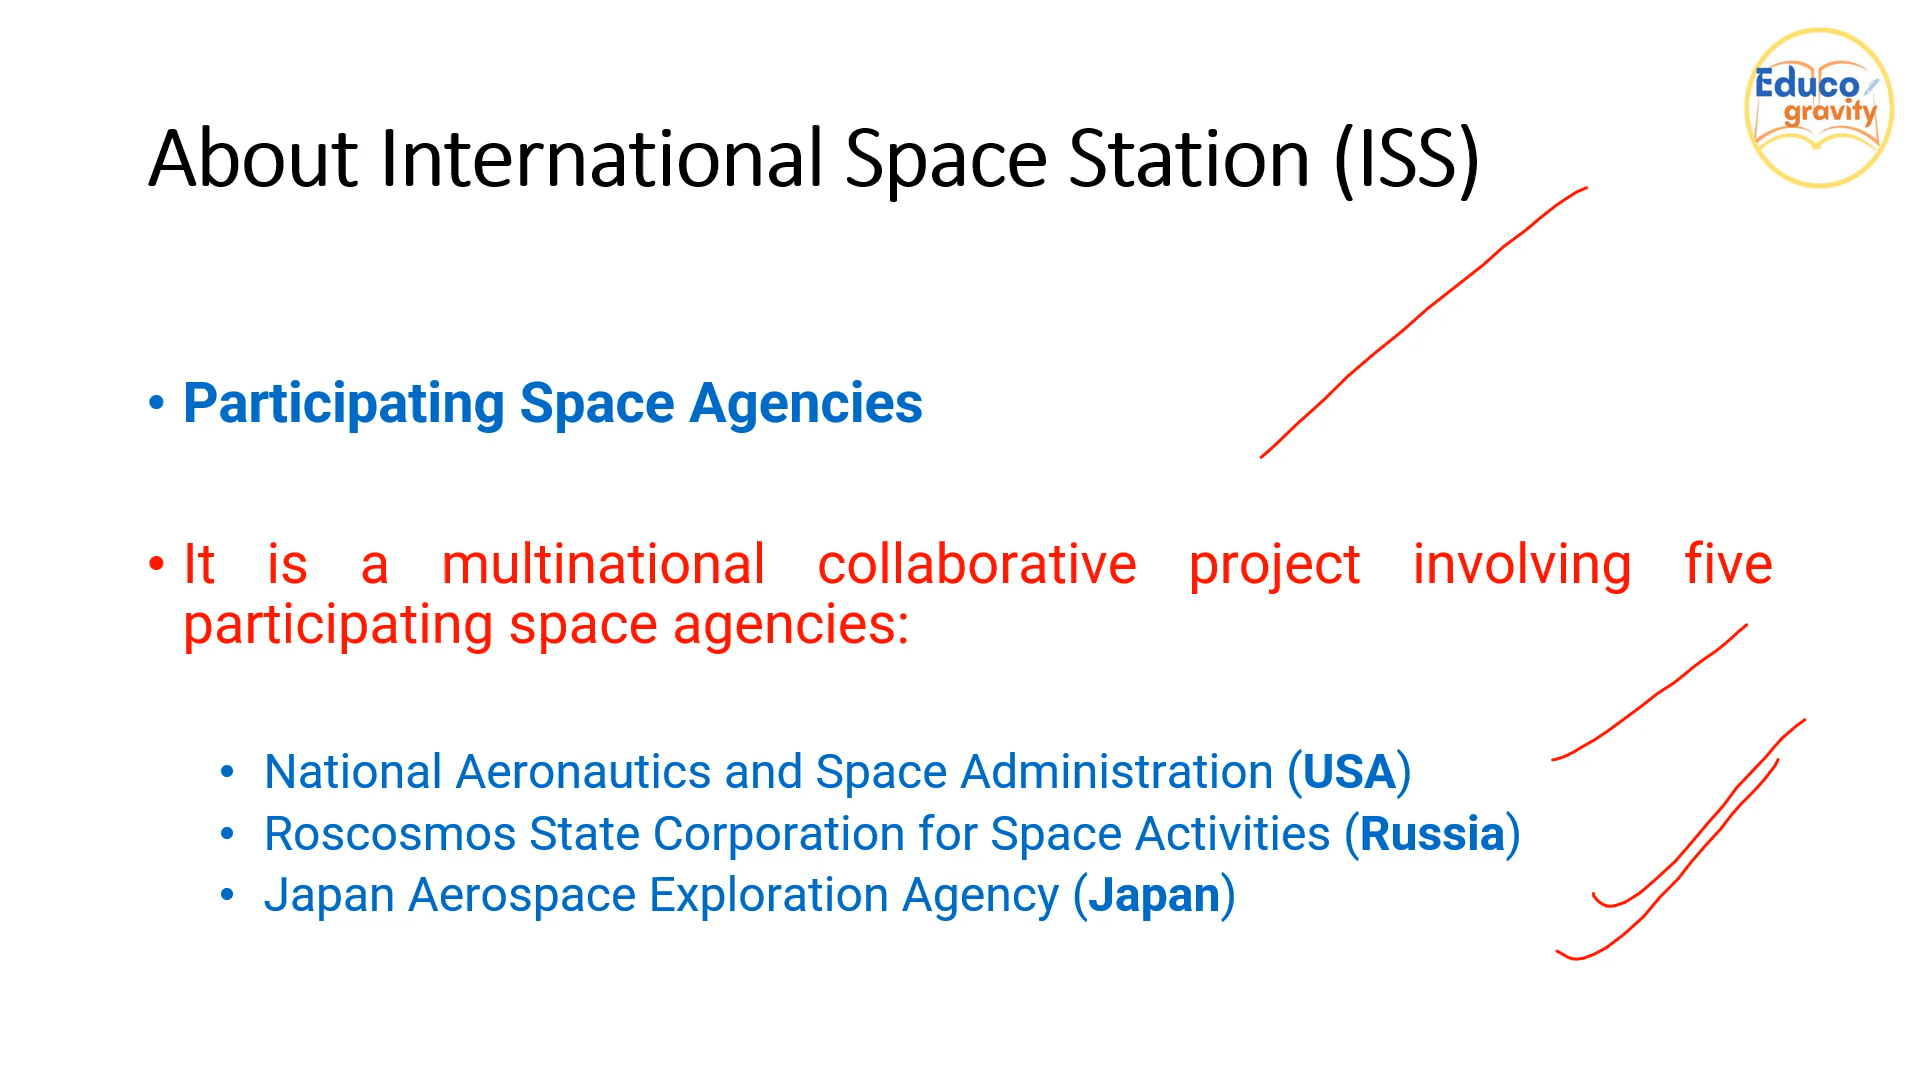 Educo
gravity
About International Space Station (ISS)
• Participating Space Agencies
• It is a multinational collaborative project involving five
participating space agencies:
• National Aeronautics and Space Administration (USA)
• Roscosmos State Corporation for Space Activities (Russia)
• Japan Aerospace Exploration Agency (Japan)